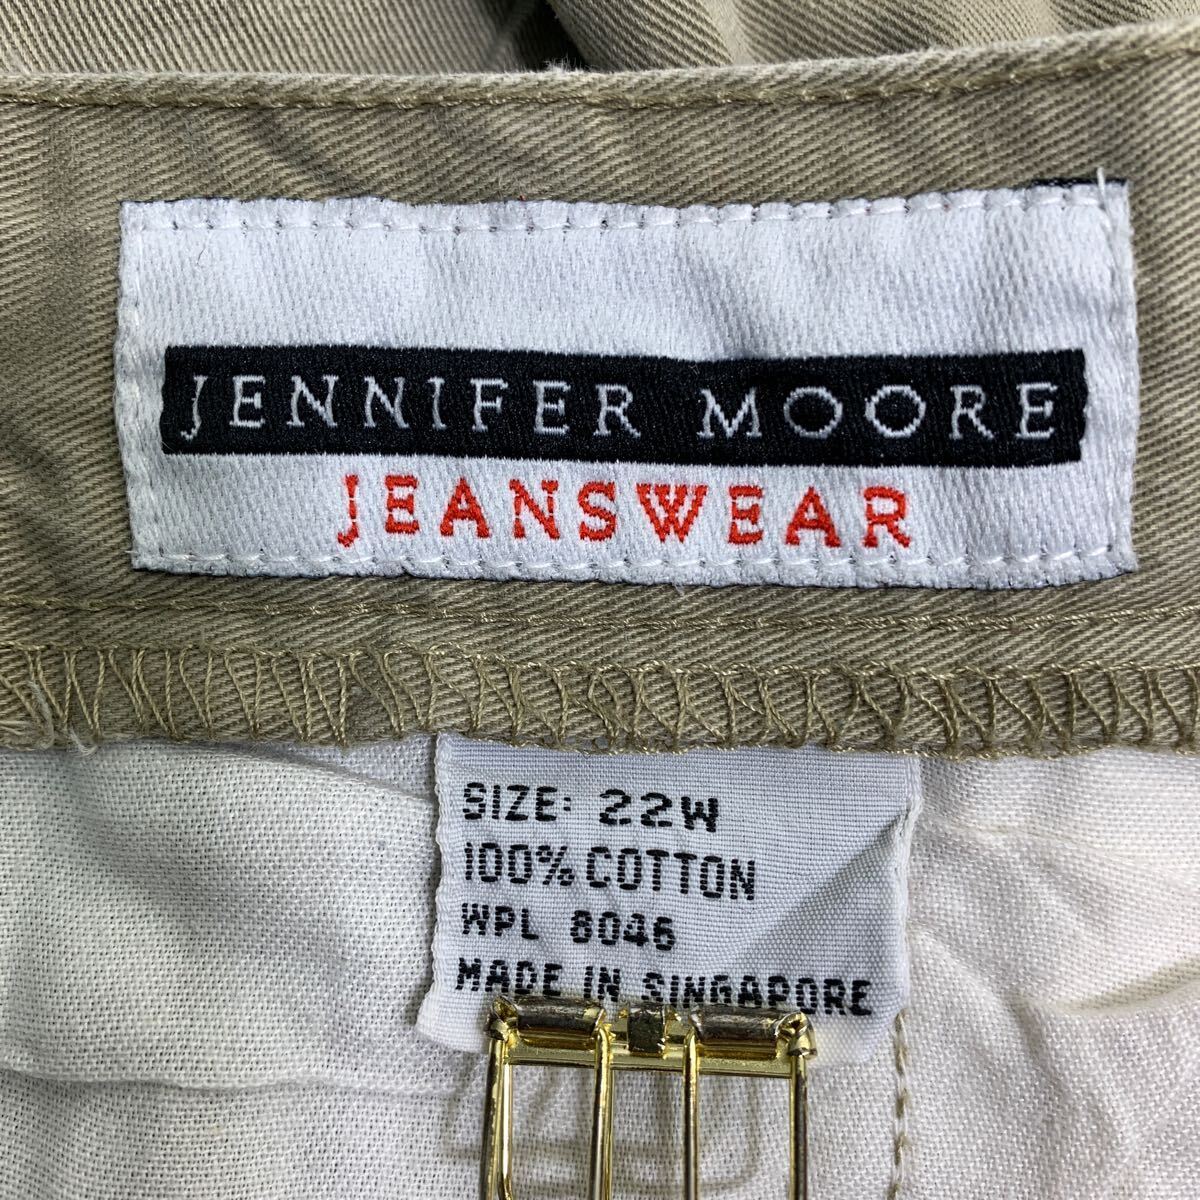 JENNIFER MOORE
JEANSWEAR
SIZE: 22W
100% COTTON
WPL 8046
MADE IN SINGAPORE